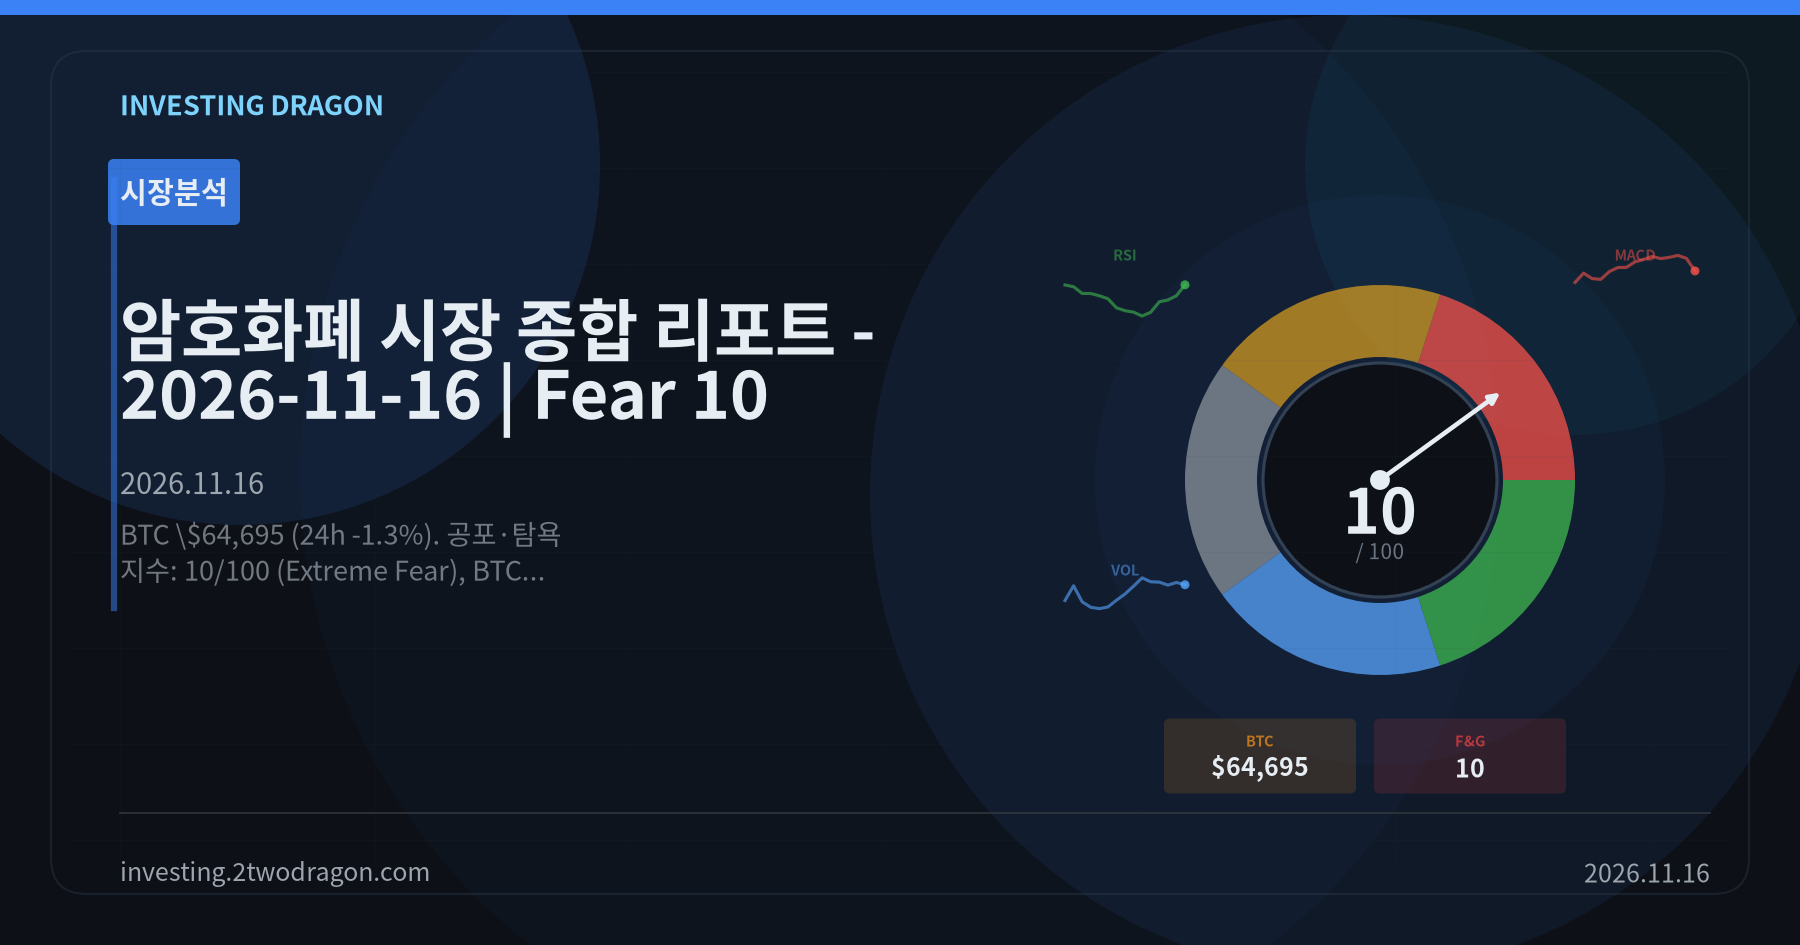 INVESTING DRAGON
시장분석
암호화폐 시장 종합 리포트 -
2026-11-16 | Fear 10
2026.11.16
BTC \$64,695 (24h -1.3%). 공포·탐욕
지수: 10/100 (Extreme Fear), BTC...
RSI
MACD
VOL
10
/ 100
BTC
$64,695
F&G
10
investing.2twodragon.com
2026.11.16